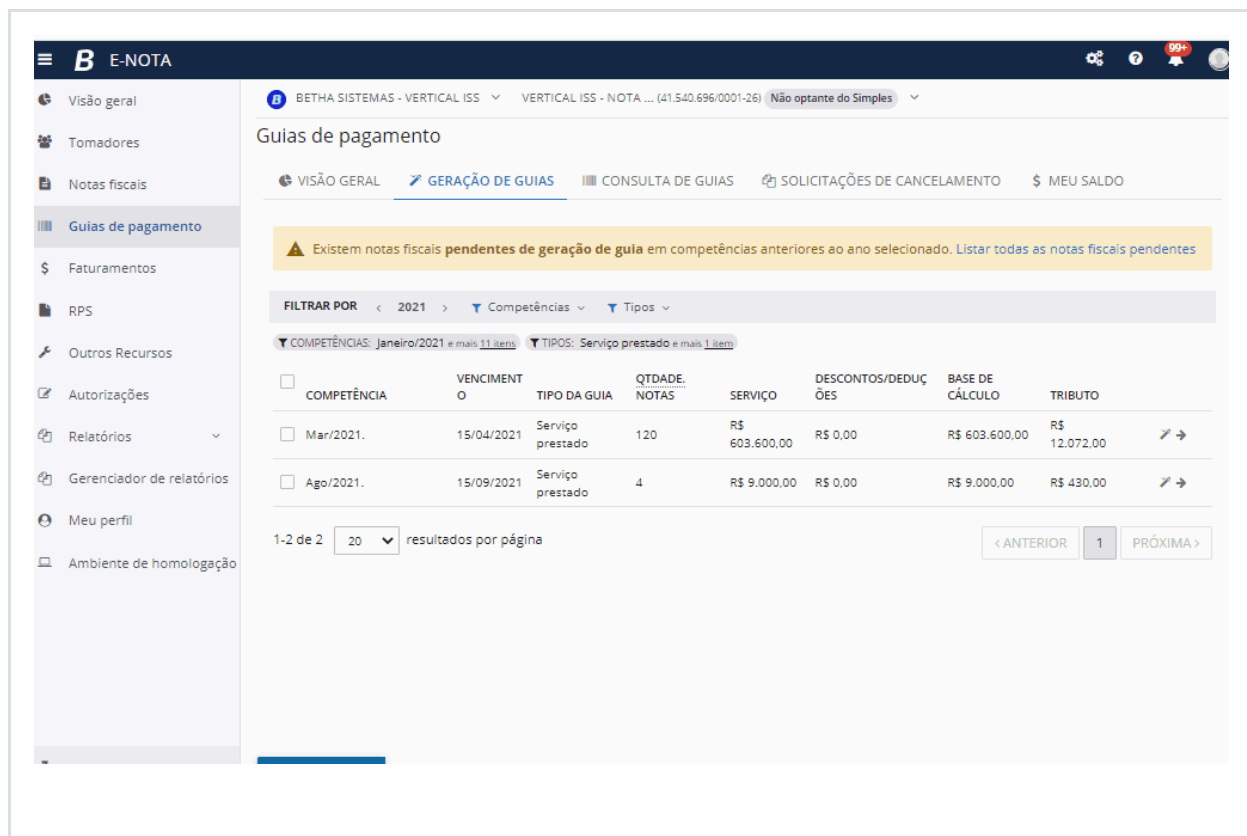 B E-NOTA 99+
Visão geral
Tomadores
Notas fiscais
Guias de pagamento
$ Faturamentos
RPS
Outros Recursos
Autorizações
Relatórios
Gerenciador de relatórios
Meu perfil
Ambiente de homologação
B BETHA SISTEMAS - VERTICAL ISS VERTICAL ISS - NOTA ... (41.540.696/0001-26) Não optante do Simples
Guias de pagamento
VISÃO GERAL GERAÇÃO DE GUIAS CONSULTA DE GUIAS SOLICITAÇÕES DE CANCELAMENTO $ MEU SALDO
Existem notas fiscais pendentes de geração de guia em competências anteriores ao ano selecionado. Listar todas as notas fiscais pendentes
FILTRAR POR < 2021 > Competências Tipos
COMPETÊNCIAS: Janeiro/2021 e mais 11 itens TIPOS: Serviço prestado e mais 1 item
VENCIMENT QTDADE. DESCONTOS/DEDUÇ BASE DE
COMPETÊNCIA O TIPO DA GUIA NOTAS SERVIÇO ÕES CÁLCULO TRIBUTO
Serviço R$ R$
Mar/2021. 15/04/2021 120 R$ 0,00 R$ 603.600,00
prestado 603.600,00 12.072,00
Serviço
Ago/2021. 15/09/2021 4 R$ 9.000,00 R$ 0,00 R$ 9.000,00 R$ 430,00
prestado
1-2 de 2 20 resultados por página < ANTERIOR 1 PRÓXIMA >